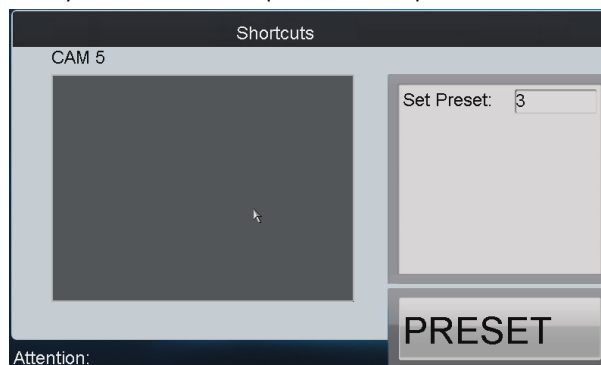 Shortcuts
CAM 5
Set Preset: 3
PRESET
Attention: